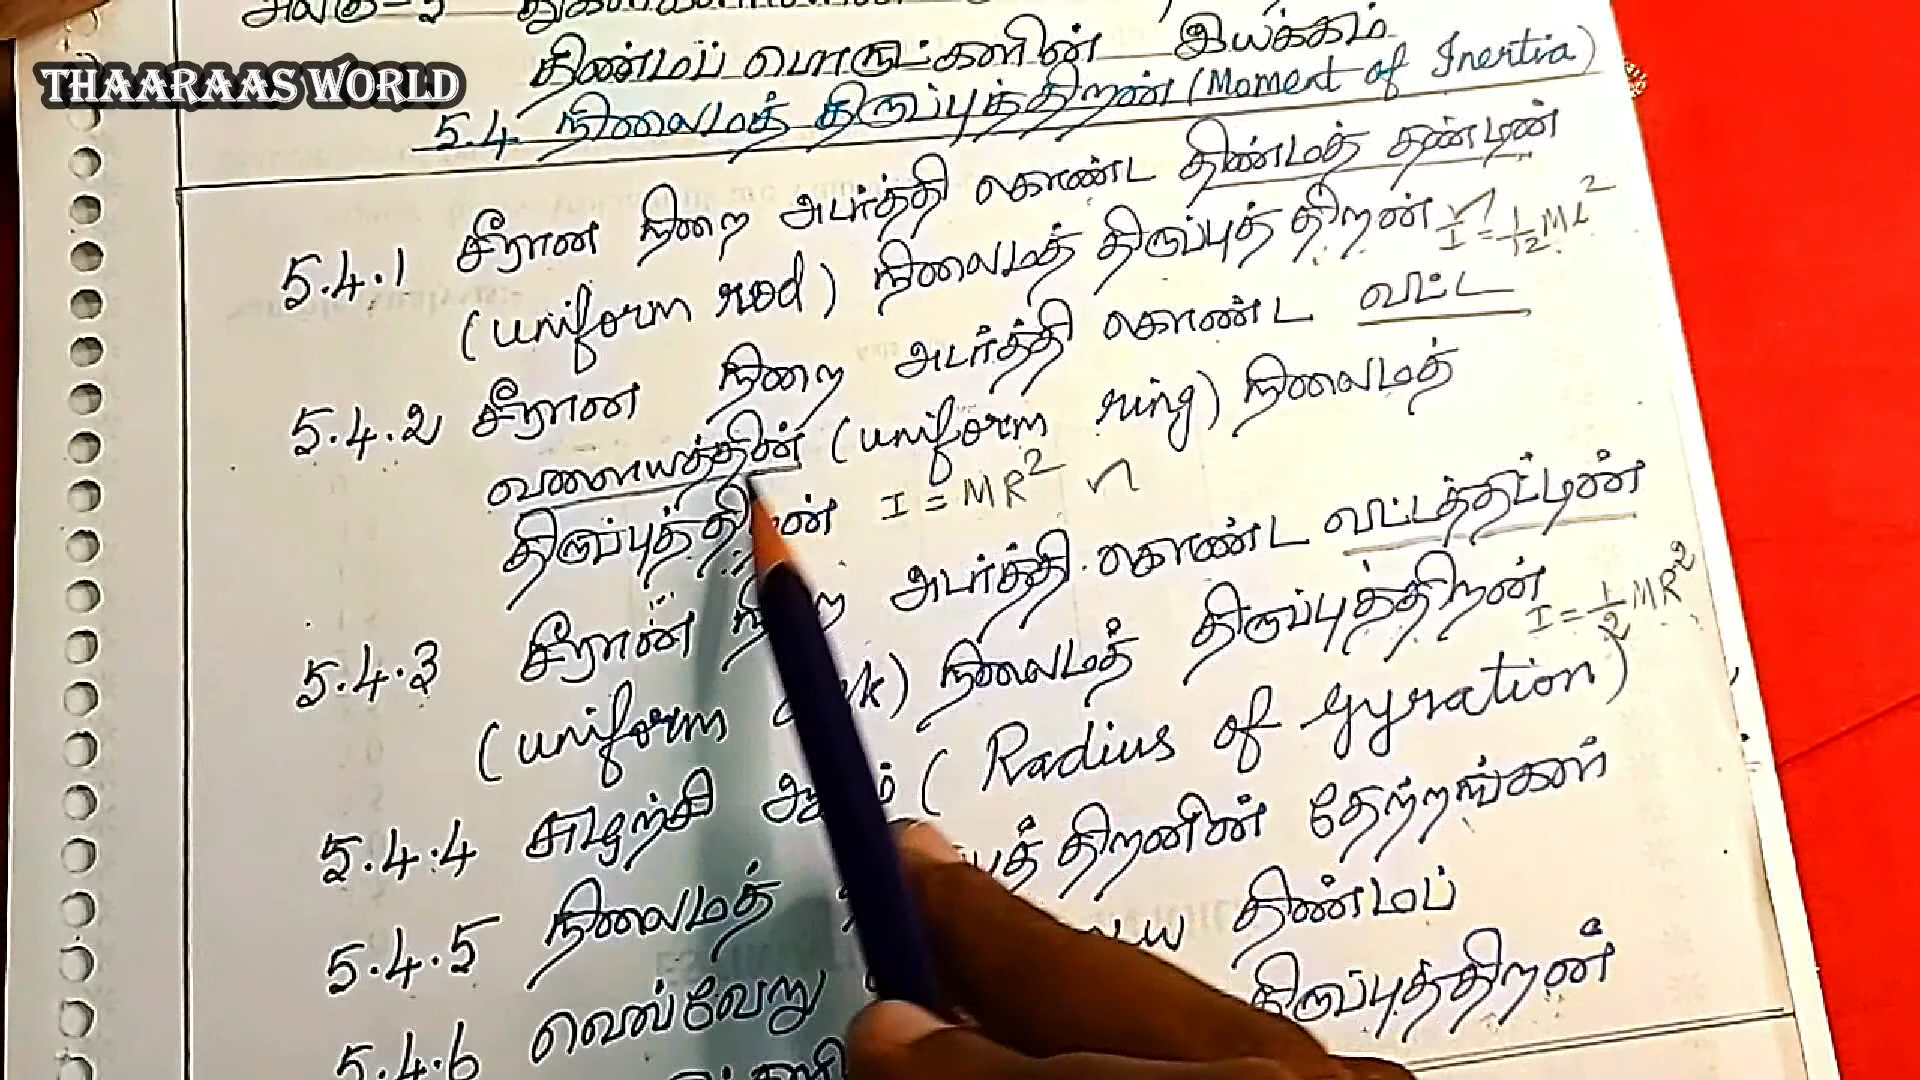 THAARAAS WORLD
அலகு-5
திண்மப் பொருட்களின் இயக்கம்
5.4 நிலைமத் திருப்புத்திறன் (Moment of Inertia)
5.4.1 சீரான நிறை அடர்த்தி கொண்ட திண்மத் தண்டின்
(uniform rod) நிலைமத் திருப்புத் திறன் I = 1/12 ML²
5.4.2 சீரான நிறை அடர்த்தி கொண்ட வட்ட
வளையத்தின் (uniform ring) நிலைமத்
திருப்புத்திறன் I = MR²
5.4.3 சீரான் நிறை அடர்த்தி கொண்ட வட்டத்தட்டின்
(uniform நிலைமத் திருப்புத்திறன் I = 1/2 MR²
5.4.4 சுழற்சி ஆரம் (Radius of gyration)
5.4.5 நிலைமத் திறனின் தேற்றங்கள்
5.4.6 வெவ்வேறு திண்மப்
திருப்புத்திறன்